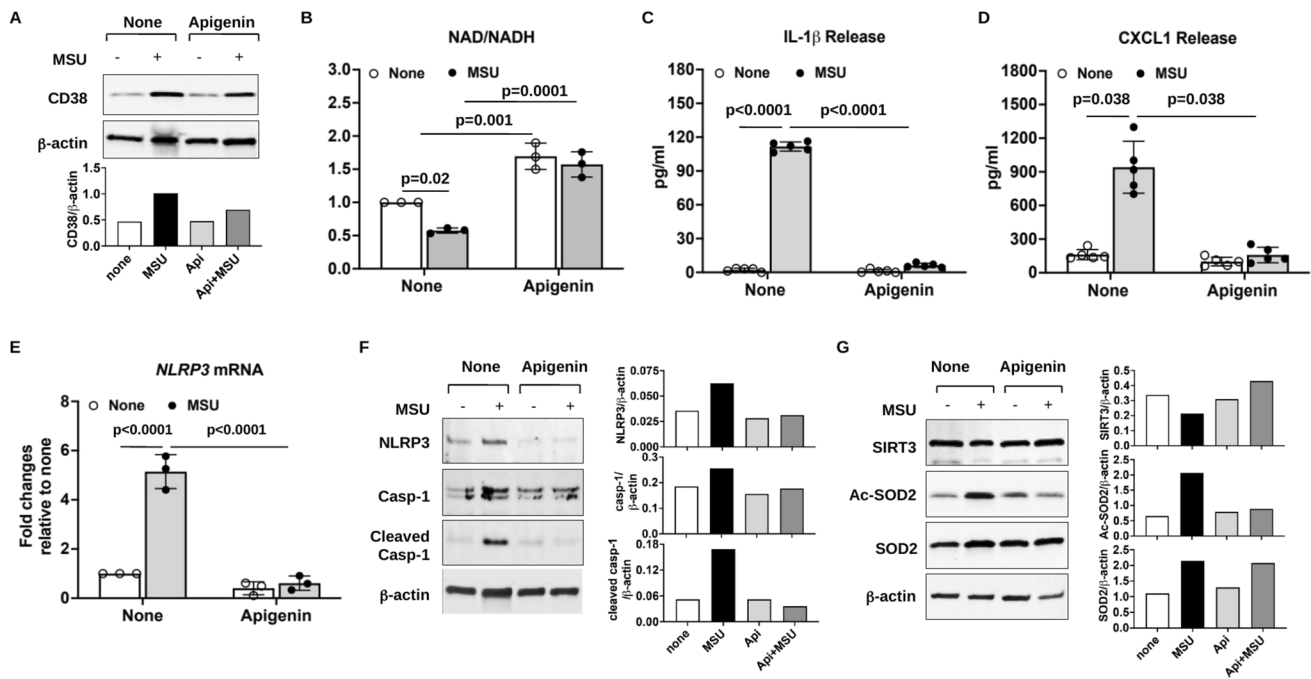 A
None Apigenin
MSU - + - +
CD38
β-actin
CD38/β-actin
1.5
1.0
0.5
0.0
none MSU Api Api+MSU
B
NAD/NADH
None MSU
3.0
2.5
2.0
1.5
1.0
0.5
0.0
p=0.0001
p=0.001
p=0.02
None Apigenin
C
IL-1β Release
None MSU
pg/ml
180
150
120
90
60
30
0
p<0.0001 p<0.0001
None Apigenin
D
CXCL1 Release
None MSU
pg/ml
1800
1500
1200
900
600
300
0
p=0.038 p=0.038
None Apigenin
E
NLRP3 mRNA
None MSU
Fold changes
relative to none
8
6
4
2
0
p<0.0001 p<0.0001
None Apigenin
F
None Apigenin
MSU - + - +
NLRP3
Casp-1
Cleaved
Casp-1
β-actin
NLRP3/β-actin
0.075
0.050
0.025
0.000
casp-1/
β-actin
0.3
0.2
0.1
0.0
cleaved casp-1
/β-actin
0.18
0.12
0.06
0.00
none MSU Api Api+MSU
G
None Apigenin
MSU - + - +
SIRT3
Ac-SOD2
SOD2
β-actin
SIRT3/β-actin
0.5
0.4
0.3
0.2
0.1
0.0
Ac-SOD2/β-actin
2.5
2.0
1.5
1.0
0.5
0.0
SOD2/β-actin
2.5
2.0
1.5
1.0
0.5
0.0
none MSU Api Api+MSU